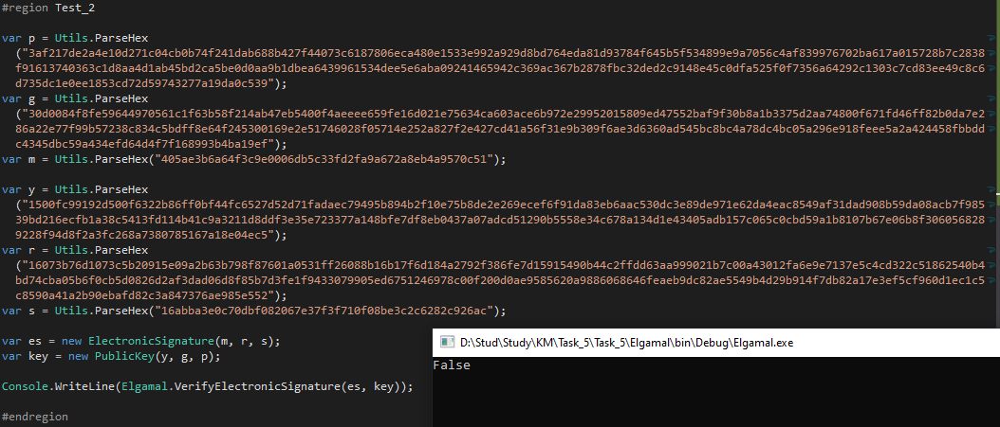 #region Test_2
var p = Utils.ParseHex
("3af217de2a4e10d271c04cb0b74f241dab688b427f44073c6187806eca480e1533e992a929d8bd764eda81d93784f645b5f534899e9a7056c4af839976702ba617a015728b7c2838
f91613740363c1d8aa4d1ab45bd2ca5be0d0aa9b1dbea6439961534dee5e6aba09241465942c369ac367b2878fbc32ded2c9148e45c0dfa525f0f7356a64292c1303c7cd83ee49c8c6
d735dc1e0ee1853cd72d59743277a19da0c539");
var g = Utils.ParseHex
("30d0084f8fe59644970561c1f63b58f214ab47eb5400f4aeeee659fe16d021e75634ca603ace6b972e29952015809ed47552baf9f30b8a1b3375d2aa74800f671fd46ff82b0da7e2
86a22e77f99b57238c834c5bdff8e64f245300169e2e51746028f05714e252a827f2e427cd41a56f31e9b309f6ae3d6360ad545bc8bc4a78dc4bc05a296e918feee5a2a424458fbbdd
c4345dbc59a434efd64d4f7f168993b4ba19ef");
var m = Utils.ParseHex("405ae3b6a64f3c9e0006db5c33fd2fa9a672a8eb4a9570c51");
var y = Utils.ParseHex
("1500fc99192d500f6322b86ff0bf44fc6527d52d71fadaec79495b894b2f10e75b8de2e269ecef6f91da83eb6aac530dc3e89de971e62da4eac8549af31dad908b59da08acb7f985
39bd216ecfb1a38c5413fd114b41c9a3211d8ddf3e35e723377a148bfe7df8eb0437a07adcd51290b5558e34c678a134d1e43405adb157c065c0cbd59a1b8107b67e06b8f306056828
9228f94d8f2a3fc268a7380785167a18e04ec5");
var r = Utils.ParseHex
("16073b76d1073c5b20915e09a2b63b798f87601a0531ff26088b16b17f6d184a2792f386fe7d15915490b44c2ffdd63aa999021b7c00a43012fa6e9e7137e5c4cd322c51862540b4
bd74cba05b6f0cb5d0826d2af3dad06d8f85b7d3fe1f9433079905ed6751246978c00f200d0ae9585620a9886068646feaeb9dc82ae5549b4d29b914f7db82a17e3ef5cf960d1ec1c5
c8590a41a2b90ebafd82c3a847376ae985e552");
var s = Utils.ParseHex("16abba3e0c70dbf082067e37f3f710f08be3c2c6282c926ac");
var es = new ElectronicSignature(m, r, s);
var key = new PublicKey(y, g, p);
Console.WriteLine(Elgamal.VerifyElectronicSignature(es, key));
#endregion
D:\Stud\Study\KM\Task_5\Task_5\Elgamal\bin\Debug\Elgamal.exe
False